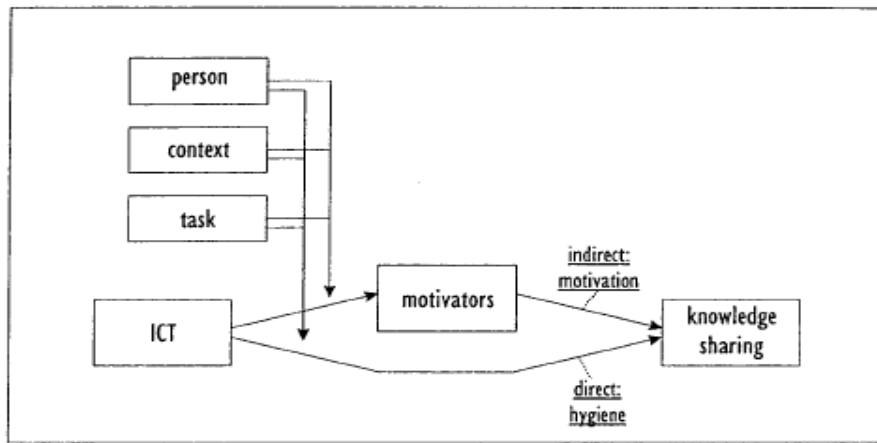 person
context
task
ICT
motivators
indirect:
motivation
knowledge
sharing
direct:
hygiene